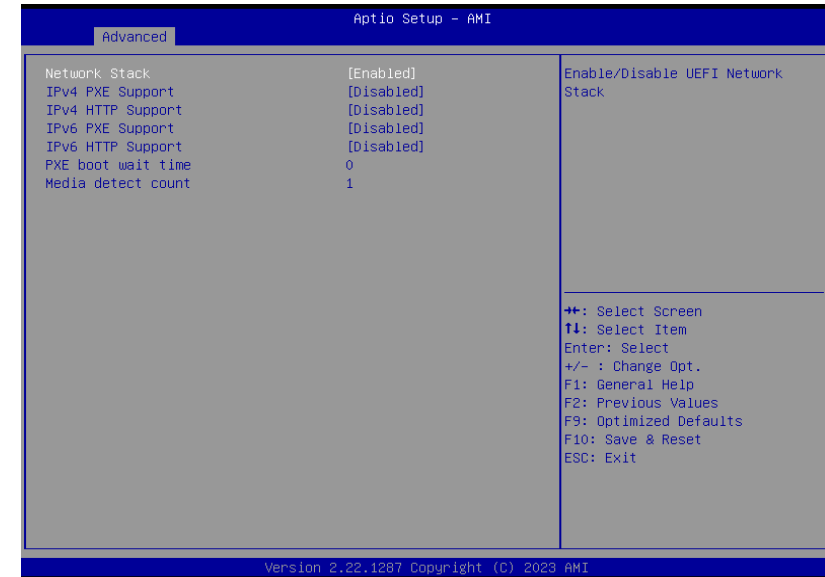 Aptio Setup – AMI
Advanced
Network Stack [Enabled]
IPv4 PXE Support [Disabled]
IPv4 HTTP Support [Disabled]
IPv6 PXE Support [Disabled]
IPv6 HTTP Support [Disabled]
PXE boot wait time 0
Media detect count 1
Enable/Disable UEFI Network
Stack
→←: Select Screen
↑↓: Select Item
Enter: Select
+/- : Change Opt.
F1: General Help
F2: Previous Values
F9: Optimized Defaults
F10: Save & Reset
ESC: Exit
Version 2.22.1287 Copyright (C) 2023 AMI